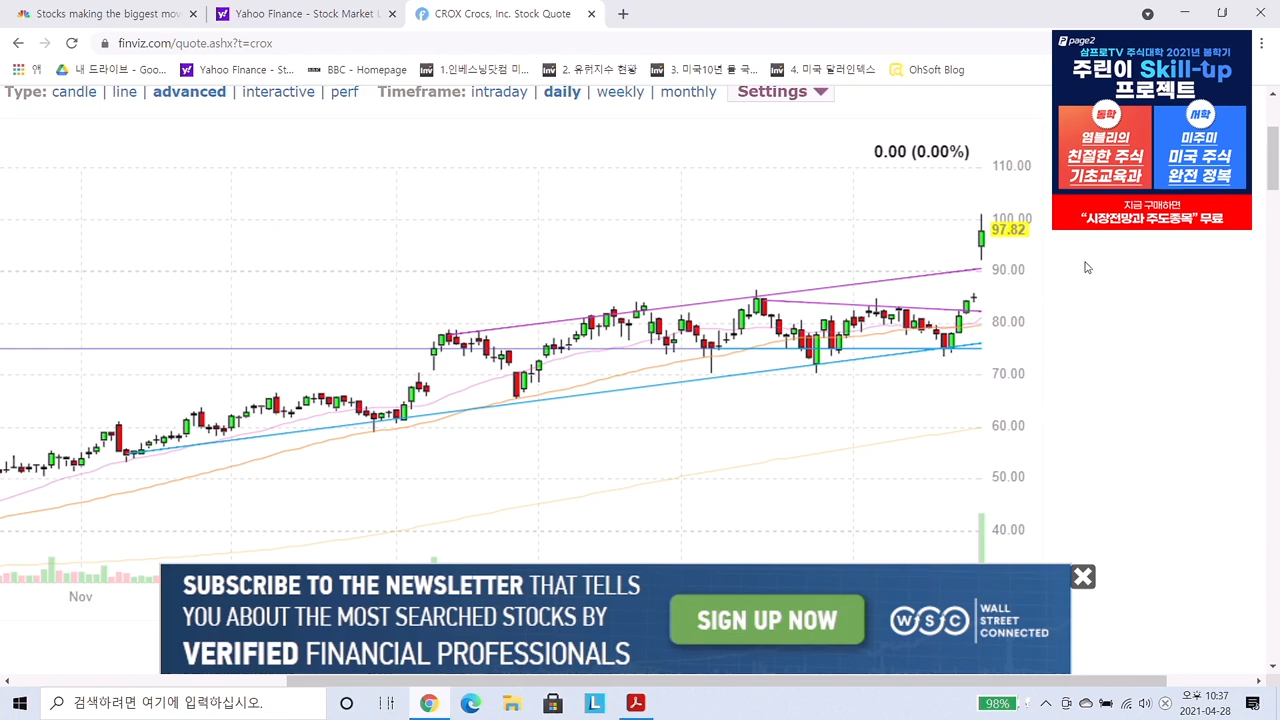 Stocks making the biggest mov
Yahoo Finance - Stock Market L
CROX Crocs, Inc. Stock Quote
finviz.com/quote.ashx?t=crox
앱
내 드라이브 - Goo...
Yahoo Finance - St...
BBC - Homepage
1.인베스팅닷컴 미...
2. 유럽지수 현황
3. 미국10년 물 국...
4. 미국 달러인덱스
OhSoft Blog
page2
삼프로TV 주식대학 2021년 봄학기
주린이 Skill-up
프로젝트
동학
서학
염블리의
친절한 주식
기초교육과
미주미
미국 주식
완전 정복
지금 구매하면
"시장전망과 주도종목" 무료
Type: candle | line | advanced | interactive | perf Timeframe: intraday | daily | weekly | monthly Settings
0.00 (0.00%)
110.00
100.00
97.82
90.00
80.00
70.00
60.00
50.00
40.00
Nov
SUBSCRIBE TO THE NEWSLETTER THAT TELLS
YOU ABOUT THE MOST SEARCHED STOCKS BY
VERIFIED FINANCIAL PROFESSIONALS
SIGN UP NOW
WSC
WALL
STREET
CONNECTED
검색하려면 여기에 입력하십시오.
98%
오후 10:37
2021-04-28